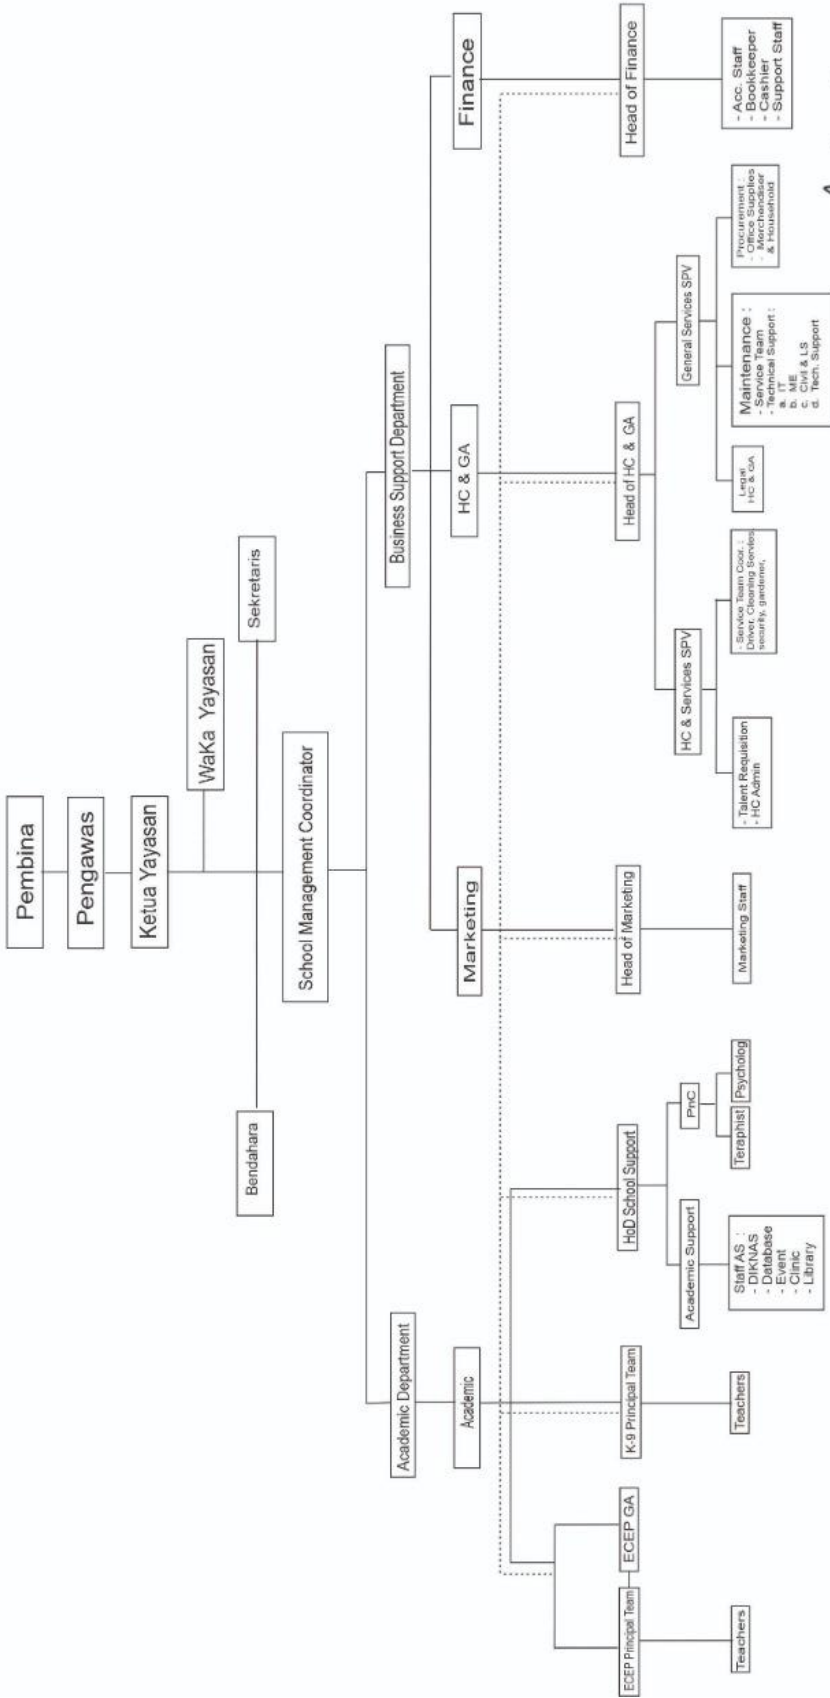 Pembina
Pengawas
Ketua Yayasan
WaKa Yayasan
Bendahara
Sekretaris
School Management Coordinator
Academic Department
Business Support Department
Academic
Marketing
HC & GA
Finance
ECEP Principal Team
ECEP GA
K-9 Principal Team
HoD School Support
Head of Marketing
Head of HC & GA
Head of Finance
Academic Support
PnC
HC & Services SPV
General Services SPV
Teachers
Teachers
Staff AS :
- DIKNAS
- Database
- Event
- Clinic
- Library
Teraphist
Psycholog
Marketing Staff
- Talent Requisition
- HC Admin
- Service Team Coor. :
Driver, Cleaning Service,
security, gardener,
Legal
HC & GA
Maintenance :
- Service Team
- Technical Support :
a. IT
b. ME
c. Civil & LS
d. Tech. Support
Procurement :
- Office Supplies
- Merchendiser
& Household
- Acc. Staff
- Bookkeeper
- Cashier
- Support Staff